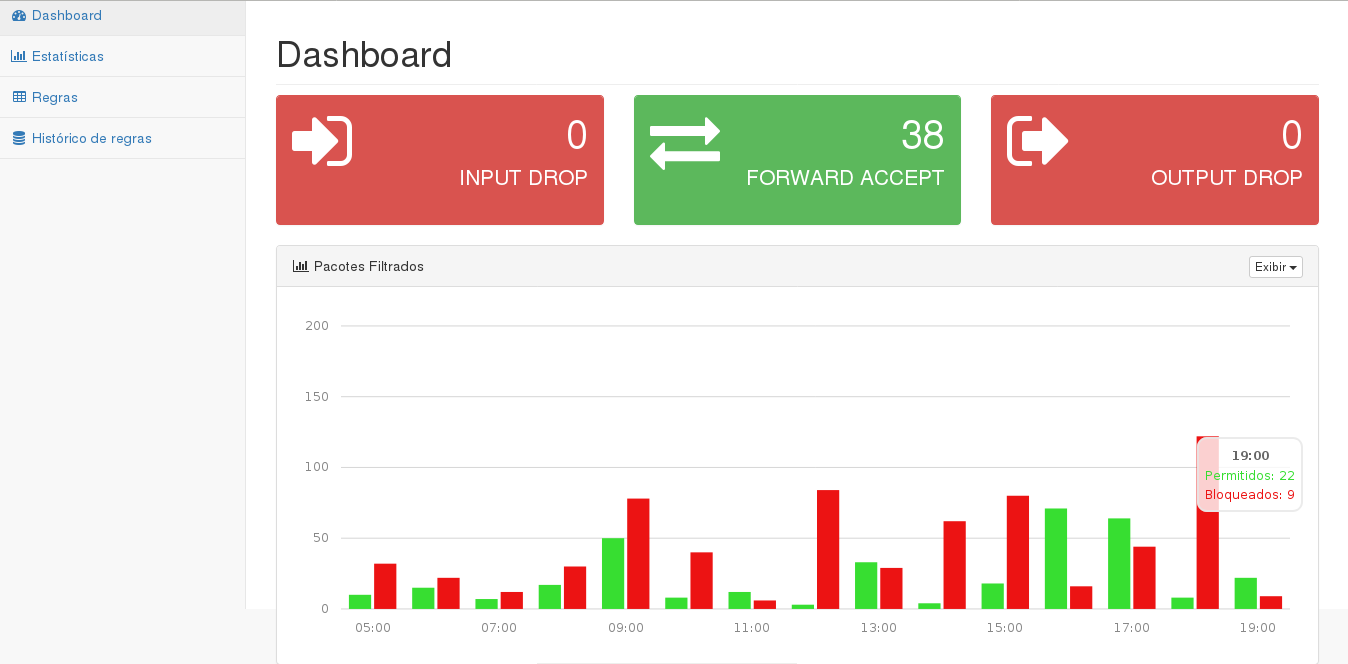 Dashboard
Estatísticas
Regras
Histórico de regras
Dashboard
0
INPUT DROP
38
FORWARD ACCEPT
0
OUTPUT DROP
Pacotes Filtrados
Exibir
200
150
100
50
0
19:00
Permitidos: 22
Bloqueados: 9
05:00 07:00 09:00 11:00 13:00 15:00 17:00 19:00